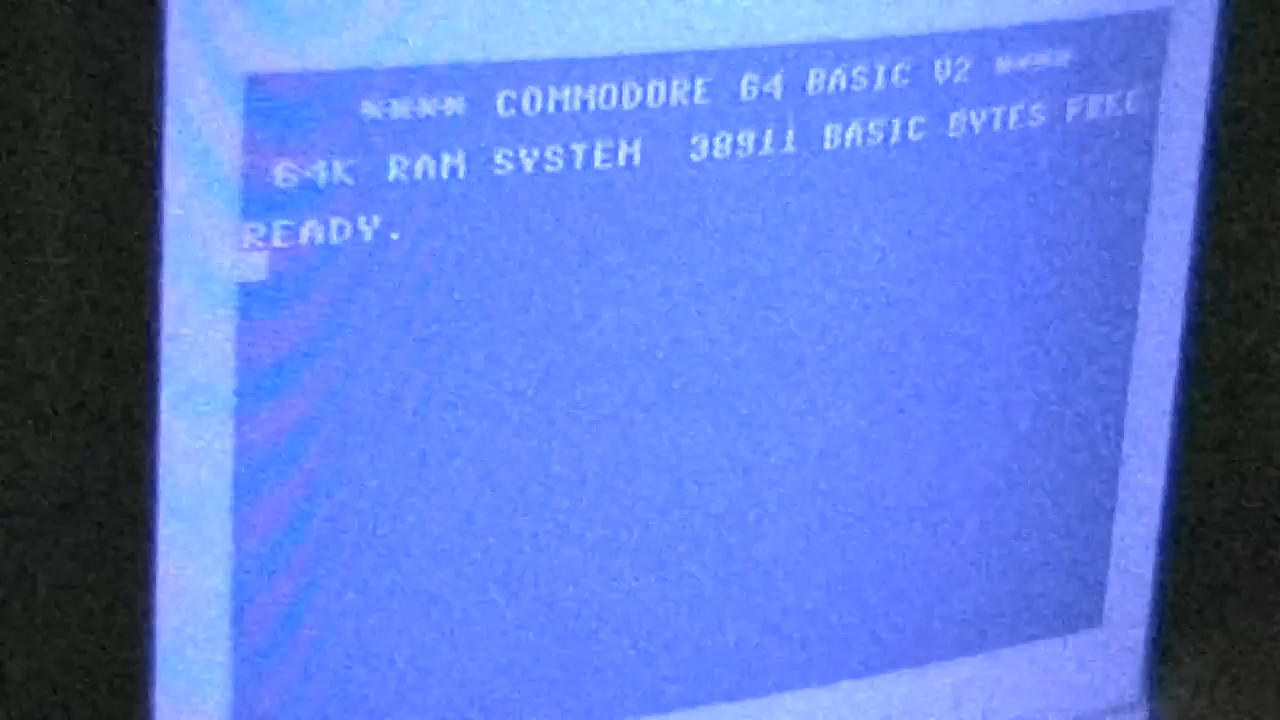 **** COMMODORE 64 BASIC V2 ****
64K RAM SYSTEM 38911 BASIC BYTES FREE
READY.